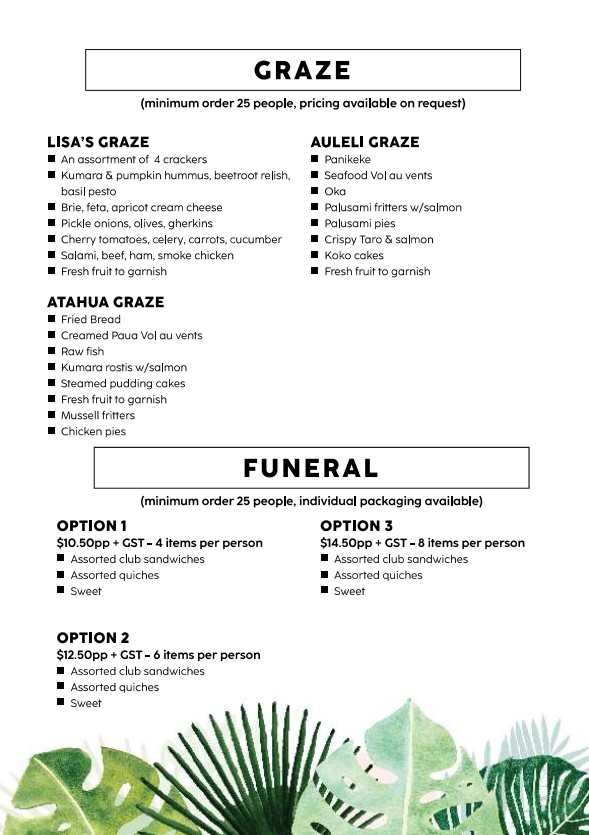 GRAZE
(minimum order 25 people, pricing available on request)
LISA'S GRAZE
An assortment of 4 crackers
Kumara & pumpkin hummus, beetroot relish,
basil pesto
Brie, feta, apricot cream cheese
Pickle onions, olives, gherkins
Cherry tomatoes, celery, carrots, cucumber
Salami, beef, ham, smoke chicken
Fresh fruit to garnish
ATAHUA GRAZE
Fried Bread
Creamed Paua Vol au vents
Raw fish
Kumara rostis w/salmon
Steamed pudding cakes
Fresh fruit to garnish
Mussell fritters
Chicken pies
AULELI GRAZE
Panikeke
Seafood Vol au vents
Oka
Palusami fritters w/salmon
Palusami pies
Crispy Taro & salmon
Koko cakes
Fresh fruit to garnish
FUNERAL
(minimum order 25 people, individual packaging available)
OPTION 1
$10.50pp + GST - 4 items per person
Assorted club sandwiches
Assorted quiches
Sweet
OPTION 2
$12.50pp + GST - 6 items per person
Assorted club sandwiches
Assorted quiches
Sweet
OPTION 3
$14.50pp + GST - 8 items per person
Assorted club sandwiches
Assorted quiches
Sweet